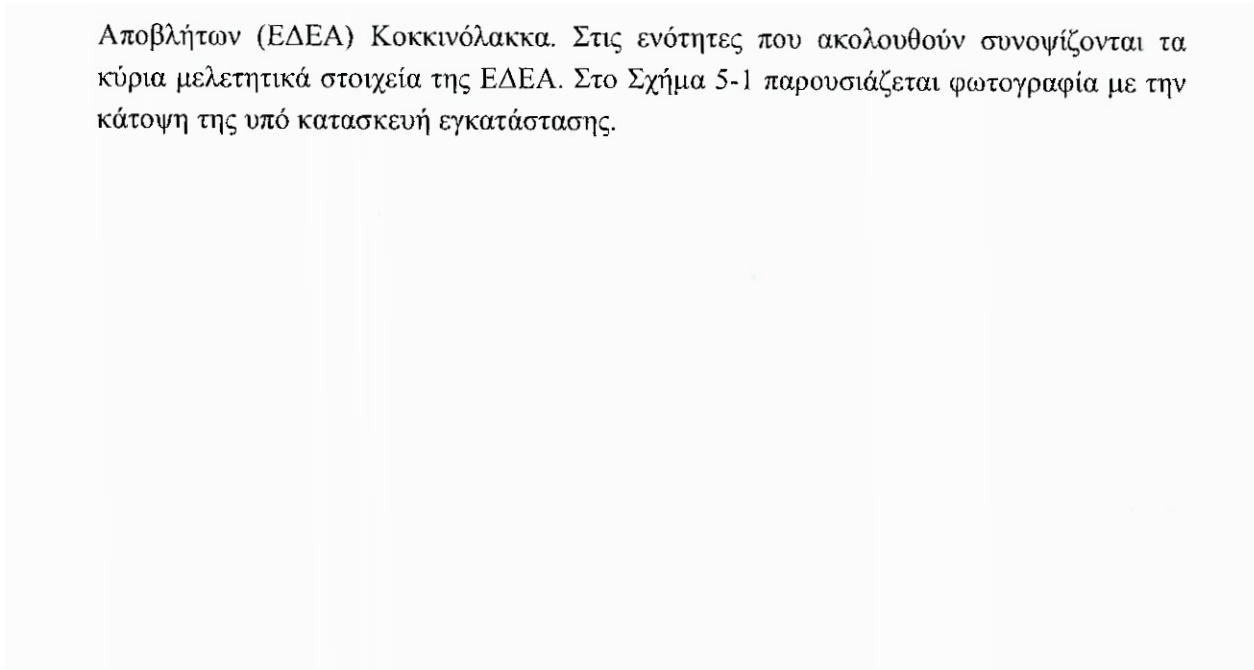 Αποβλήτων (ΕΔΕΑ) Κοκκινόλακκα. Στις ενότητες που ακολουθούν συνοψίζονται τα
κύρια μελετητικά στοιχεία της ΕΔΕΑ. Στο Σχήμα 5-1 παρουσιάζεται φωτογραφία με την
κάτοψη της υπό κατασκευή εγκατάστασης.